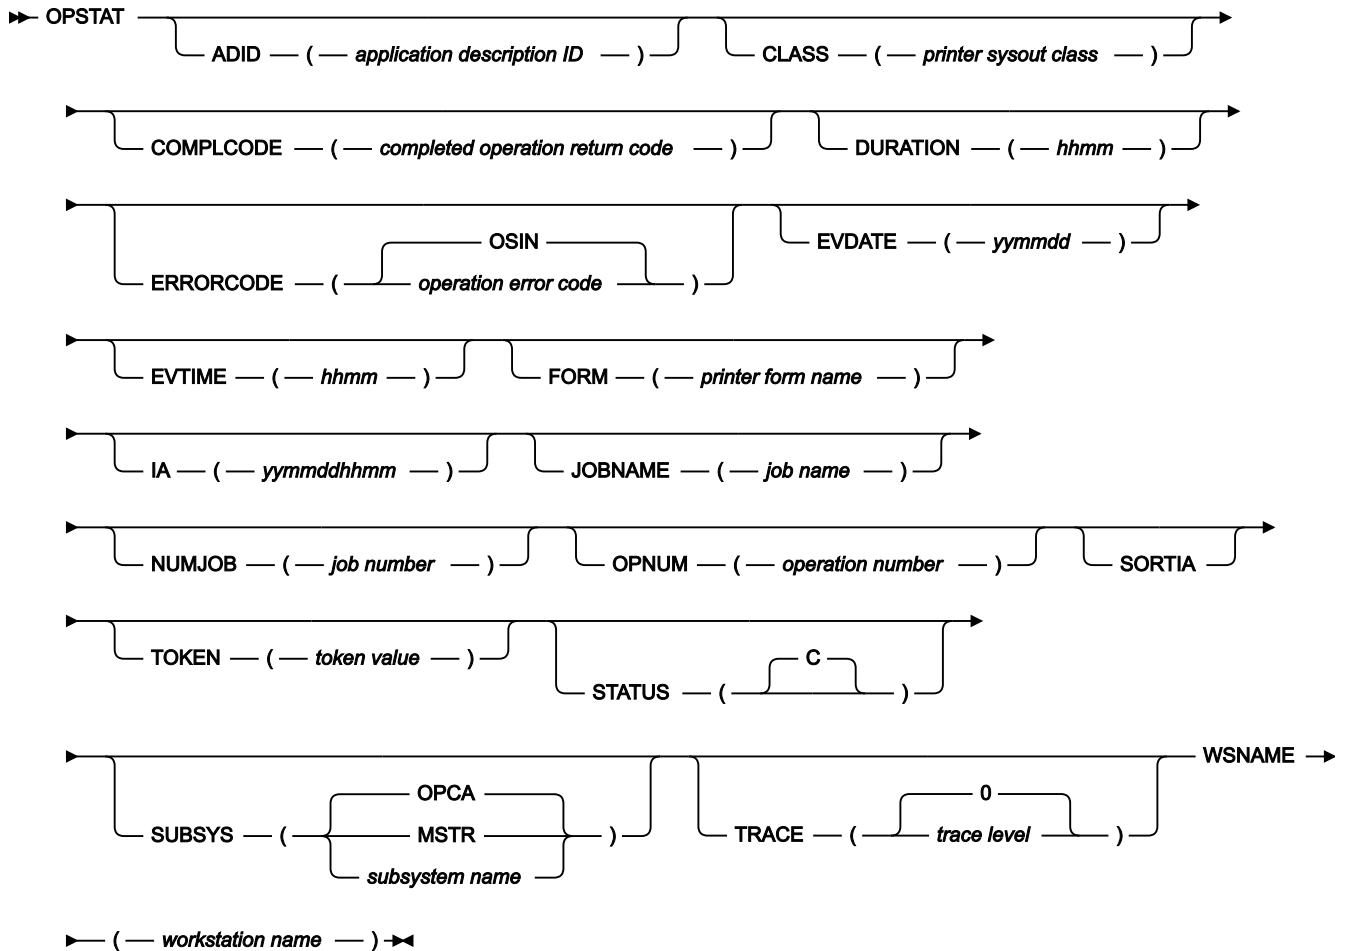 OPSTAT
ADID ( application description ID ) CLASS ( printer sysout class )
COMPLCODE ( completed operation return code ) DURATION ( hhmm )
OSIN EVDATE ( yymmdd )
ERRORCODE ( operation error code )
EVTIME ( hhmm ) FORM ( printer form name )
IA ( yymmddhhmm ) JOBNAME ( job name )
NUMJOB ( job number ) OPNUM ( operation number ) SORTIA
TOKEN ( token value ) C
STATUS ( )
WSNAME
OPCA 0
SUBSYS ( MSTR ) TRACE ( trace level )
subsystem name
( workstation name )